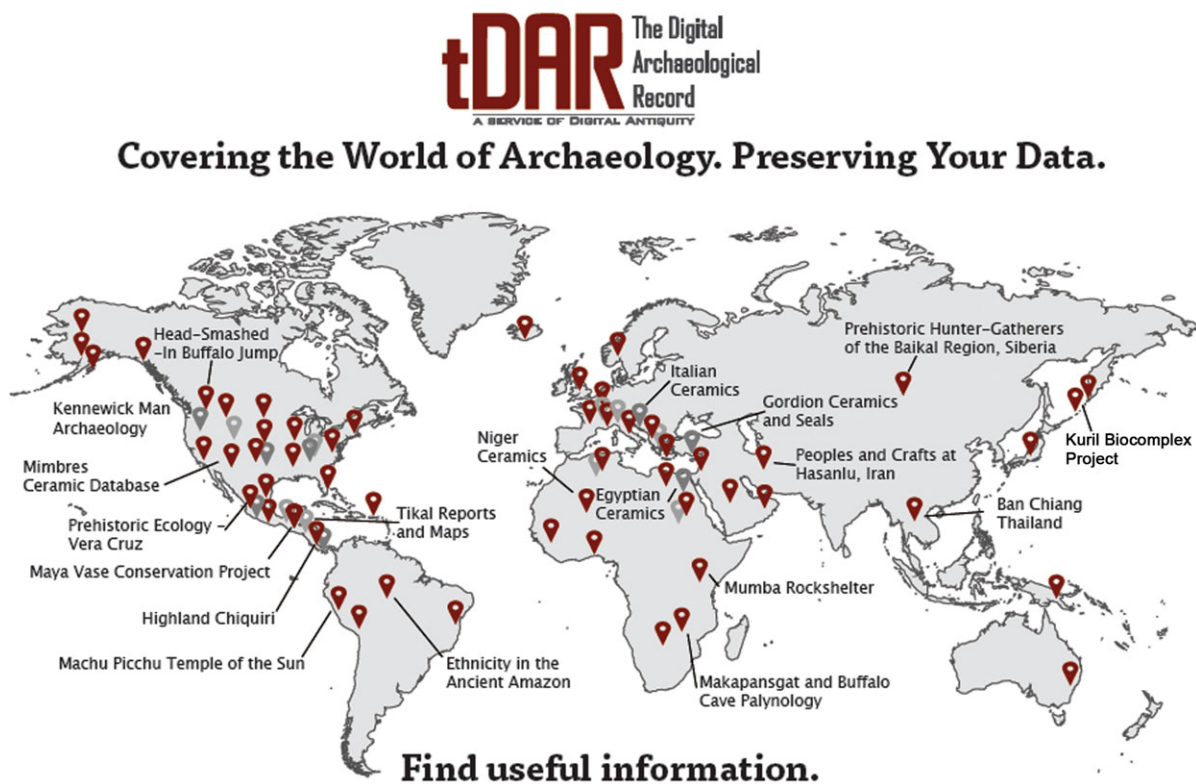 tDAR
The Digital
Archaeological
Record
A SERVICE OF DIGITAL ANTIQUITY
Covering the World of Archaeology. Preserving Your Data.
Head-Smashed
-In Buffalo Jump
Prehistoric Hunter-Gatherers
of the Baikal Region, Siberia
Italian
Ceramics
Kennewick Man
Archaeology
Gordion Ceramics
and Seals
Niger
Ceramics
Kuril Biocomplex
Project
Mimbres
Ceramic Database
Peoples and Crafts at
Hasanlu, Iran
Egyptian
Ceramics
Prehistoric Ecology –
Vera Cruz
Tikal Reports
and Maps
Ban Chiang
Thailand
Maya Vase Conservation Project
Mumba Rockshelter
Highland Chiquiri
Machu Picchu Temple of the Sun
Ethnicity in the
Ancient Amazon
Makapansgat and Buffalo
Cave Palynology
Find useful information.